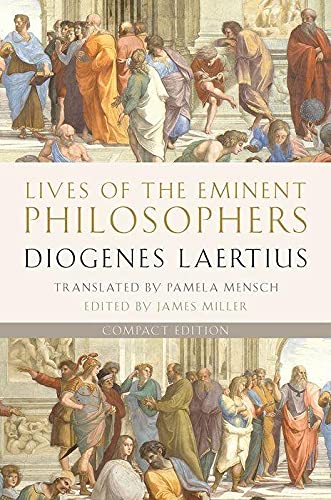 LIVES OF THE EMINENT
PHILOSOPHERS
DIOGENES LAERTIUS
TRANSLATED BY PAMELA MENSCH
EDITED BY JAMES MILLER
COMPACT EDITION